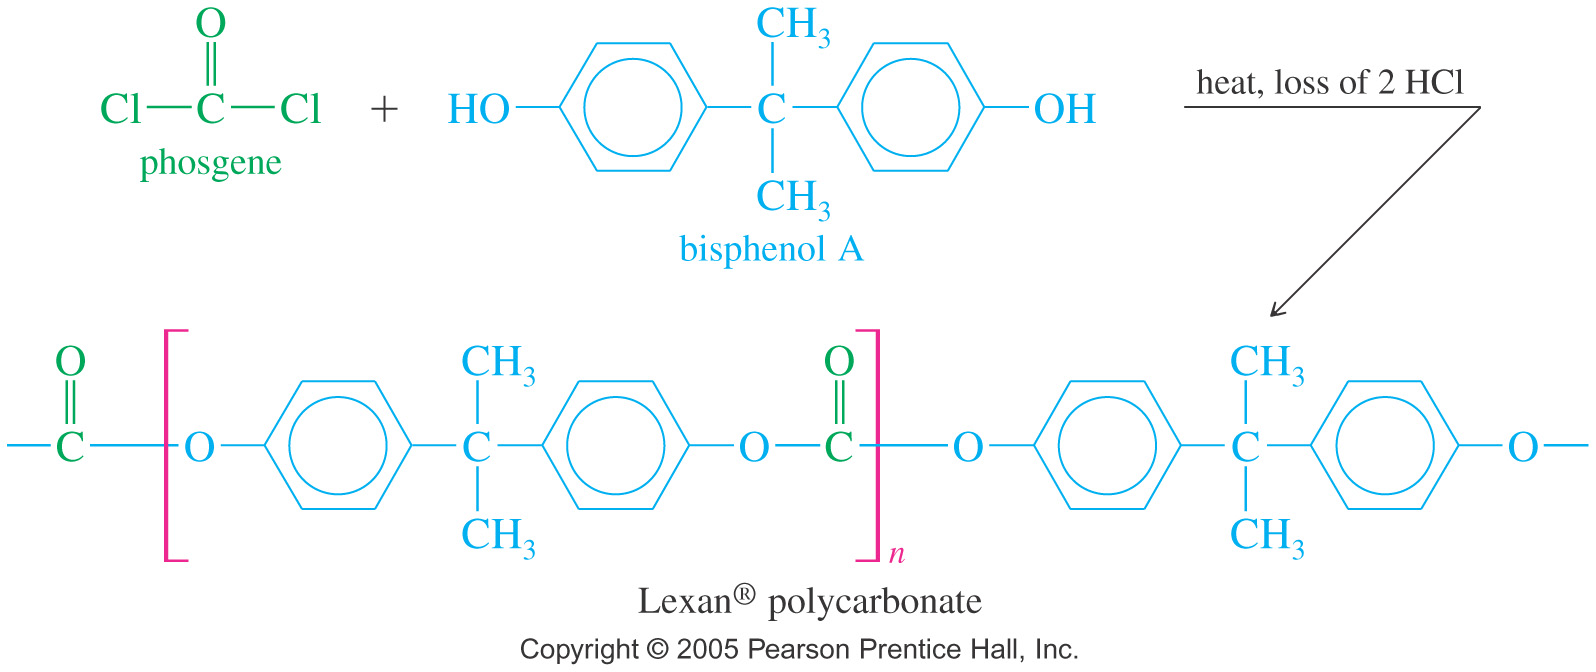 O CH3
Cl C Cl + HO C OH heat, loss of 2 HCl
phosgene CH3
bisphenol A
O CH3 O CH3
C O C O C O C O
CH3 n CH3
Lexan® polycarbonate
Copyright © 2005 Pearson Prentice Hall, Inc.